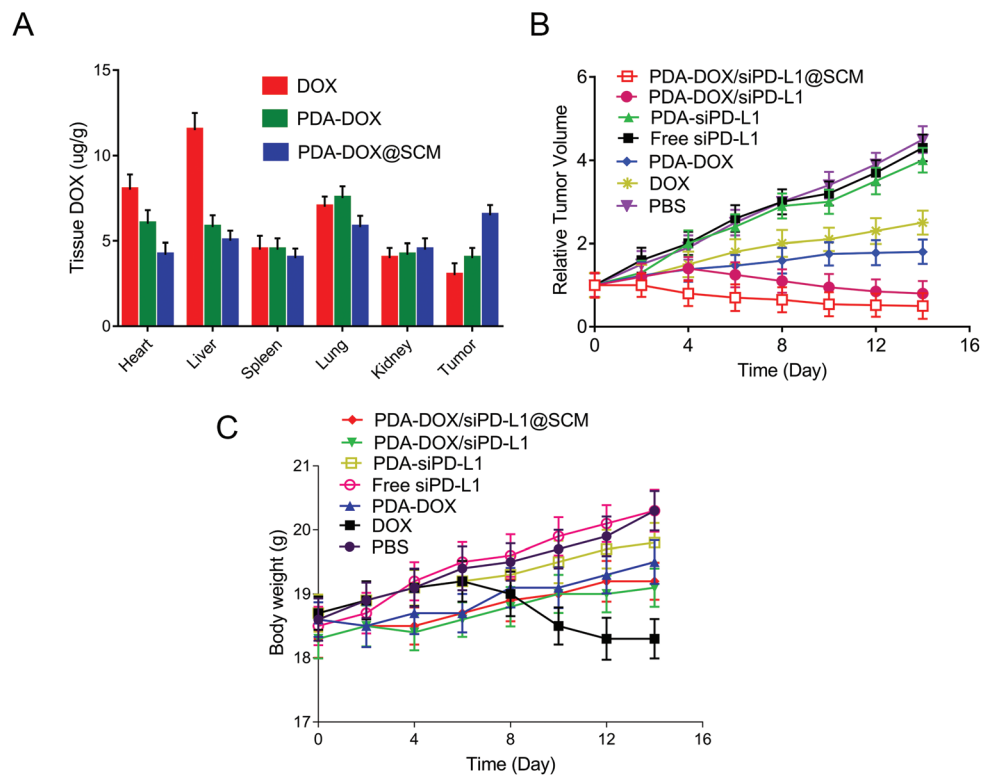 A
15
10
5
0
Tissue DOX (ug/g)
DOX
PDA-DOX
PDA-DOX@SCM
Heart
Liver
Spleen
Lung
Kidney
Tumor
B
6
4
2
0
Relative Tumor Volume
PDA-DOX/siPD-L1@SCM
PDA-DOX/siPD-L1
PDA-siPD-L1
Free siPD-L1
PDA-DOX
DOX
PBS
0 4 8 12 16
Time (Day)
C
PDA-DOX/siPD-L1@SCM
PDA-DOX/siPD-L1
PDA-siPD-L1
Free siPD-L1
PDA-DOX
DOX
PBS
21
20
19
18
17
Body weight (g)
0 4 8 12 16
Time (Day)